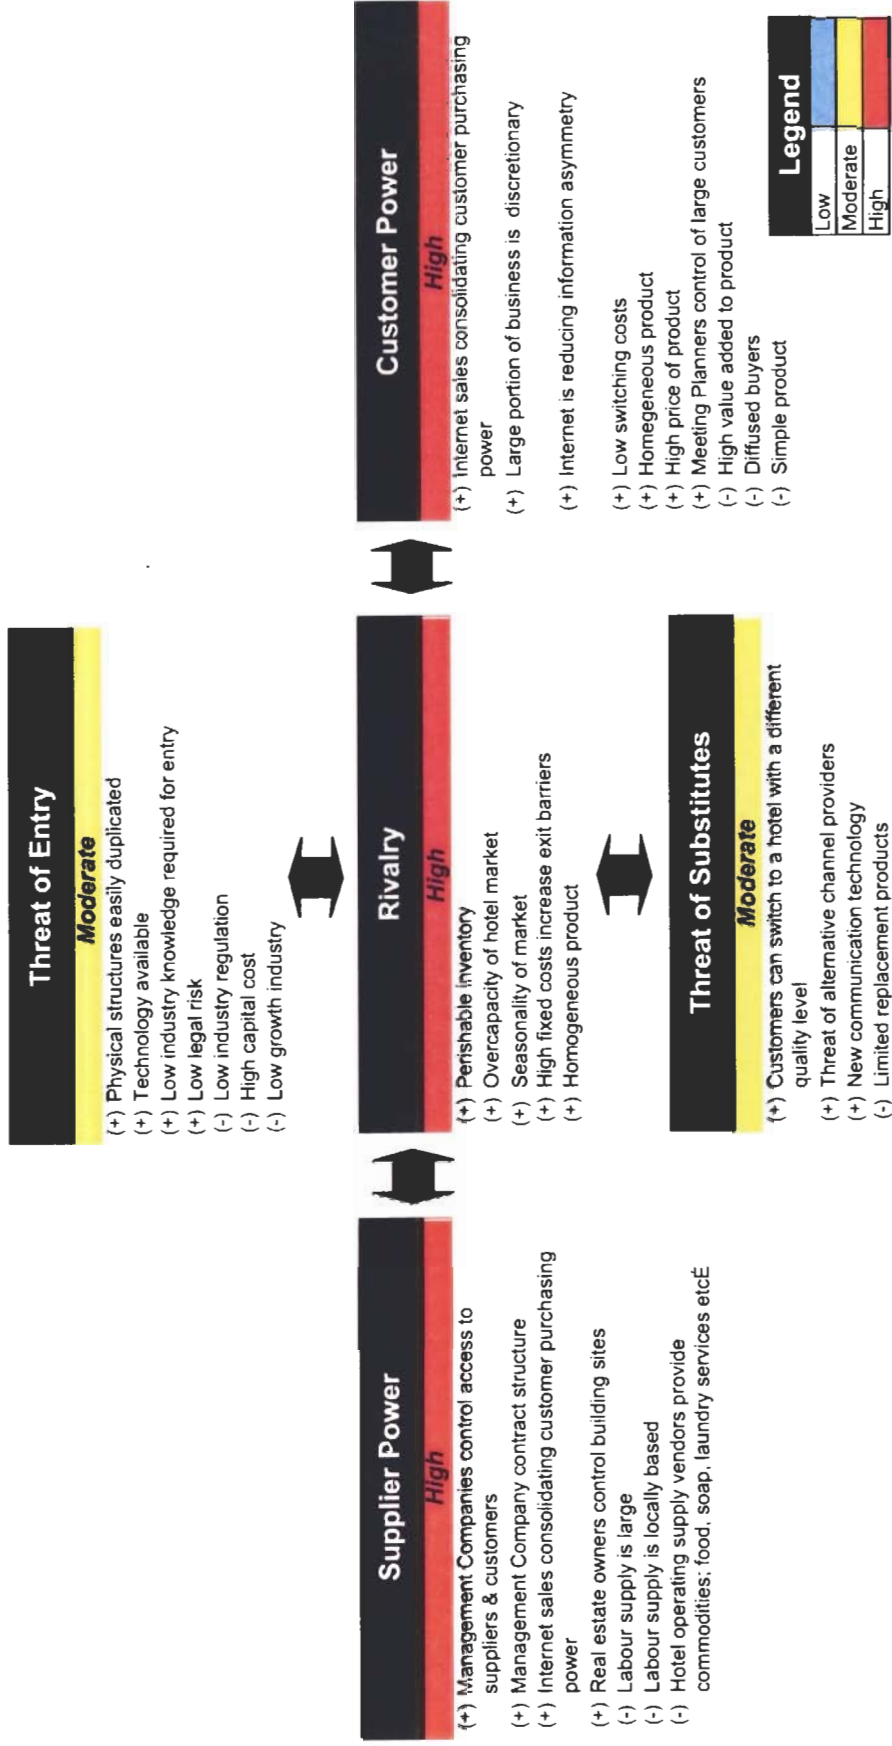 Threat of Entry
Moderate
(+) Physical structures easily duplicated
(+) Technology available
(+) Low industry knowledge required for entry
(+) Low legal risk
(-) Low industry regulation
(-) High capital cost
(-) Low growth industry
Supplier Power
High
(+) Management Companies control access to
suppliers & customers
(+) Management Company contract structure
(+) Internet sales consolidating customer purchasing
power
(+) Real estate owners control building sites
(-) Labour supply is large
(-) Labour supply is locally based
(-) Hotel operating supply vendors provide
commodities; food, soap, laundry services etcÉ
Rivalry
High
(+) Perishable inventory
(+) Overcapacity of hotel market
(+) Seasonality of market
(+) High fixed costs increase exit barriers
(+) Homogeneous product
Customer Power
High
(+) Internet sales consolidating customer purchasing
power
(+) Large portion of business is discretionary
(+) Internet is reducing information asymmetry
(+) Low switching costs
(+) Homegeneous product
(+) High price of product
(+) Meeting Planners control of large customers
(-) High value added to product
(-) Diffused buyers
(-) Simple product
Threat of Substitutes
Moderate
(+) Customers can switch to a hotel with a different
quality level
(+) Threat of alternative channel providers
(+) New communication technology
(-) Limited replacement products
Legend
Low
Moderate
High